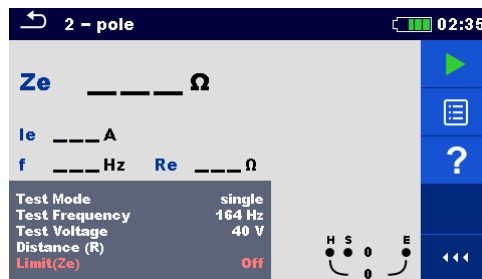 2 – pole 02:35
Ze ___ Ω
Ie ___ A
f ___ Hz Re ___ Ω
Test Mode single
Test Frequency 164 Hz
Test Voltage 40 V
Distance (R)
Limit(Ze) Off
H S E
0
0
?